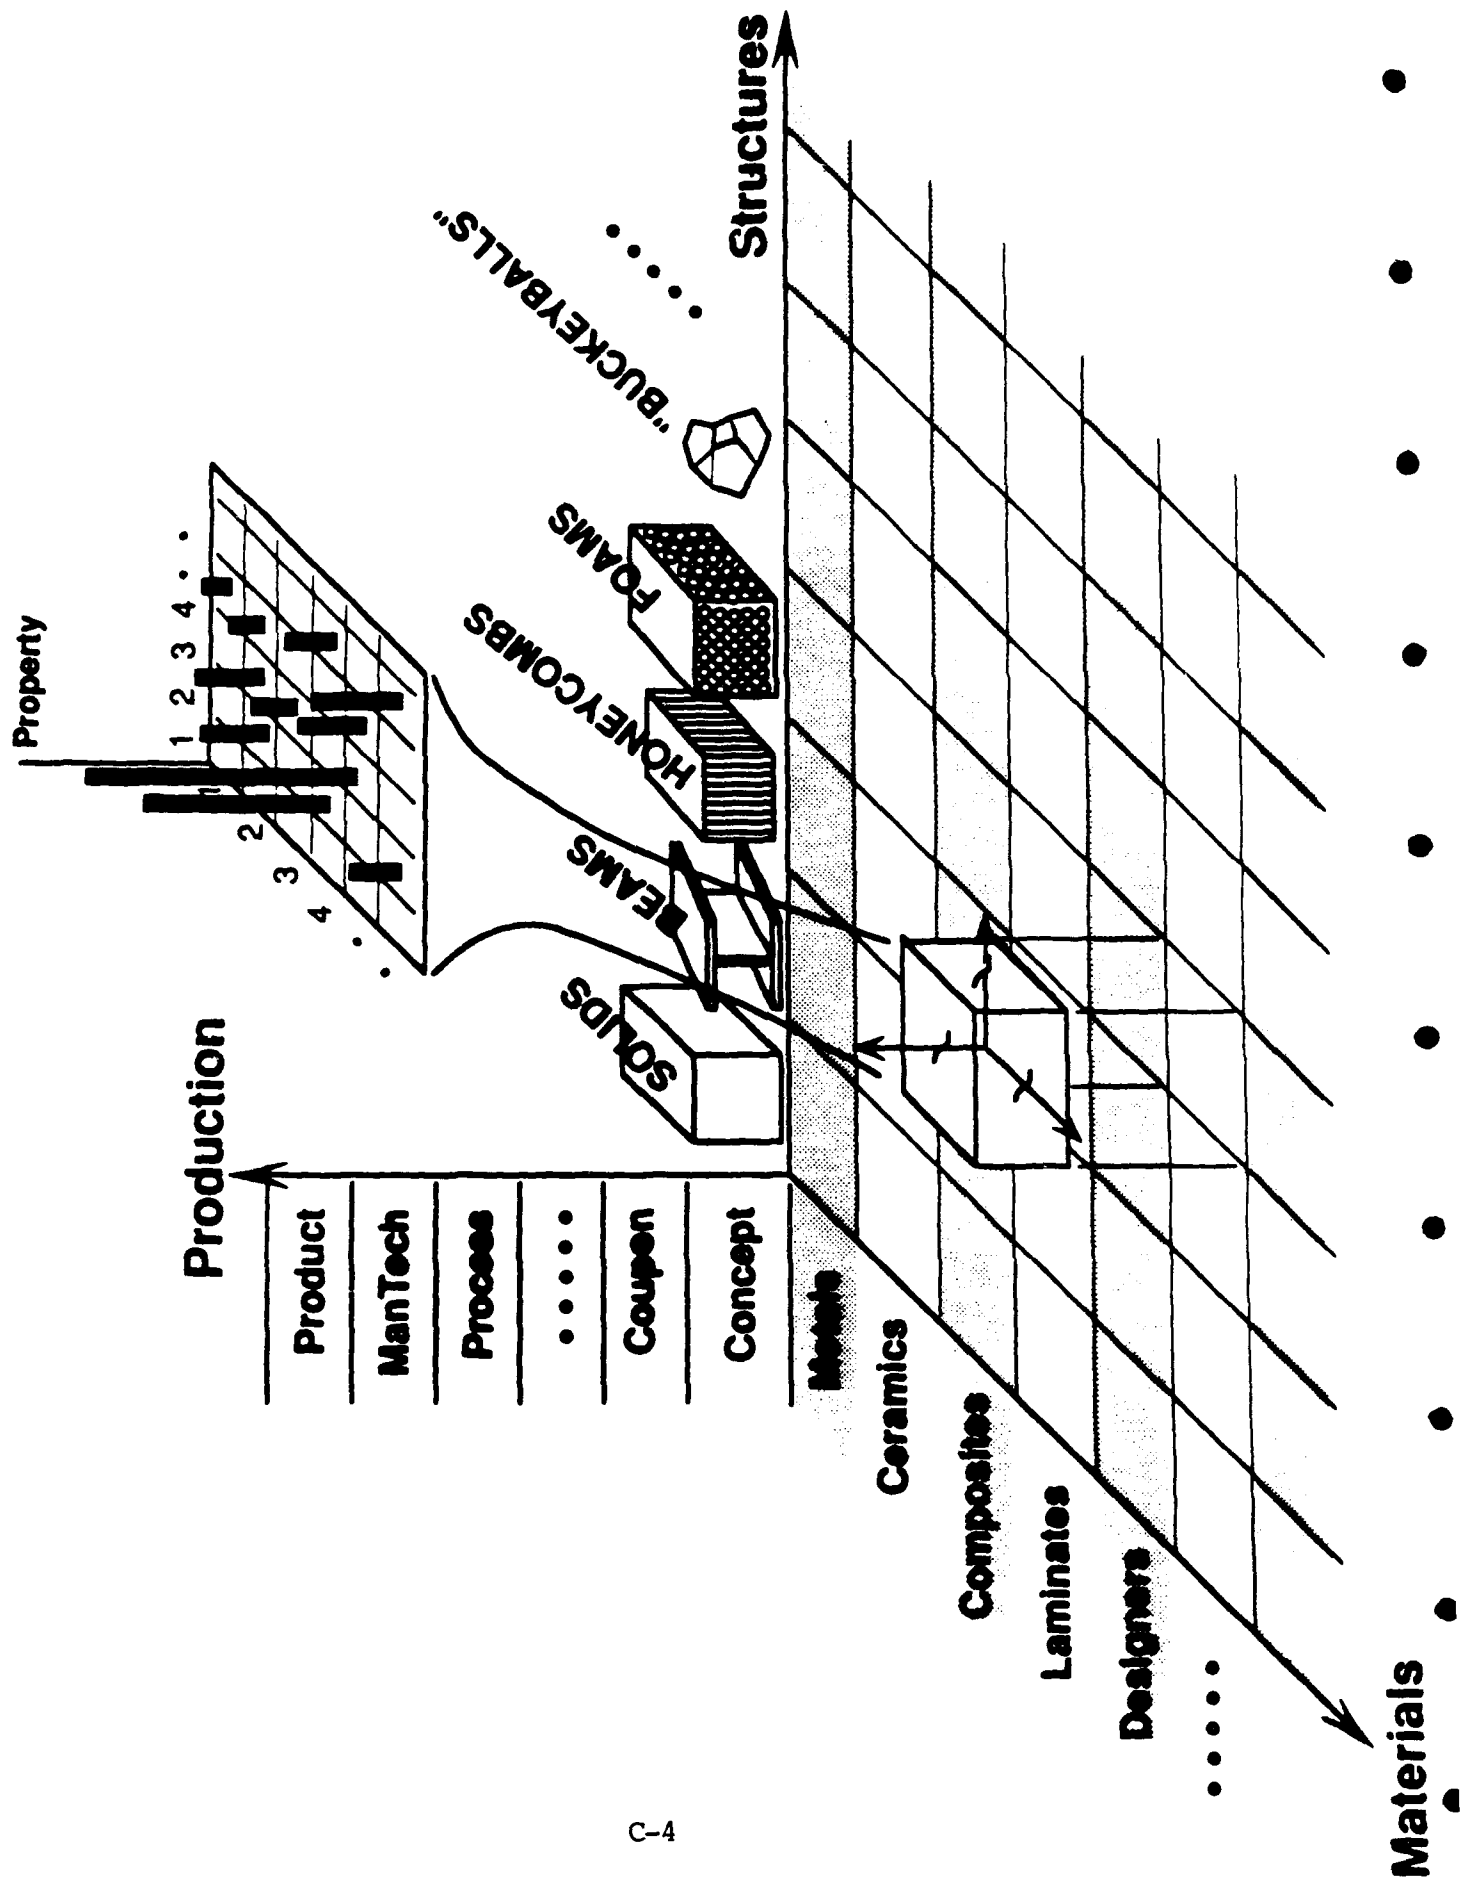 Property
1 2 3 4 . .
1
2
3
4
. .
Production
Product
ManTech
Process
. . . . .
Coupon
Concept
SOLIDS
BEAMS
HONEYCOMBS
FOAMS
"BUCKEYBALLS"
. . . . .
Structures
Metals
Ceramics
Composites
Laminates
Designers
. . . . .
Materials
C-4